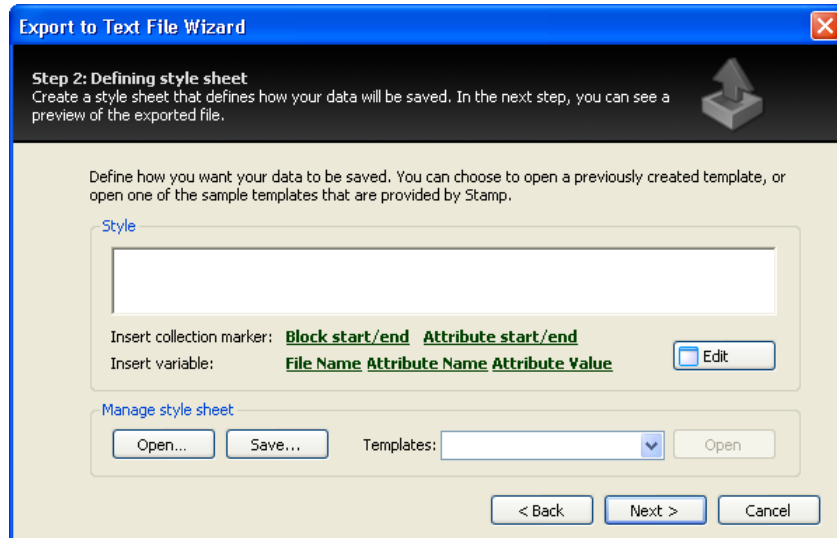 Export to Text File Wizard
Step 2: Defining style sheet
Create a style sheet that defines how your data will be saved. In the next step, you can see a
preview of the exported file.
Define how you want your data to be saved. You can choose to open a previously created template, or
open one of the sample templates that are provided by Stamp.
Style
Insert collection marker: Block start/end Attribute start/end
Insert variable: File Name Attribute Name Attribute Value
Edit
Manage style sheet
Open... Save... Templates: Open
< Back Next > Cancel